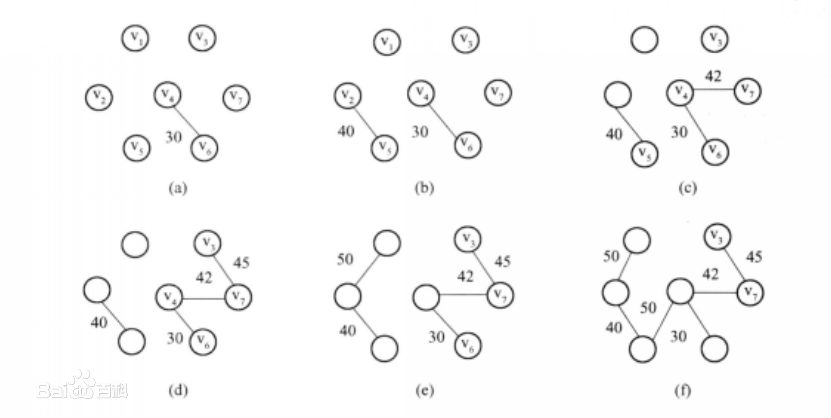 v₁ v₃
v₂ v₄ v₇
30
v₅ v₆
(a)
v₁ v₃
v₂ v₄ v₇
40 30
v₅ v₆
(b)
v₃
42
v₄ v₇
40 30
v₅ v₆
(c)
v₃
45
42
v₄ v₇
40 30 v₆
(d)
50 v₃
45
42
v₇
40 30 v₆
(e)
v₃
50 45
42
50 v₇
40 30
(f)
Bai百科